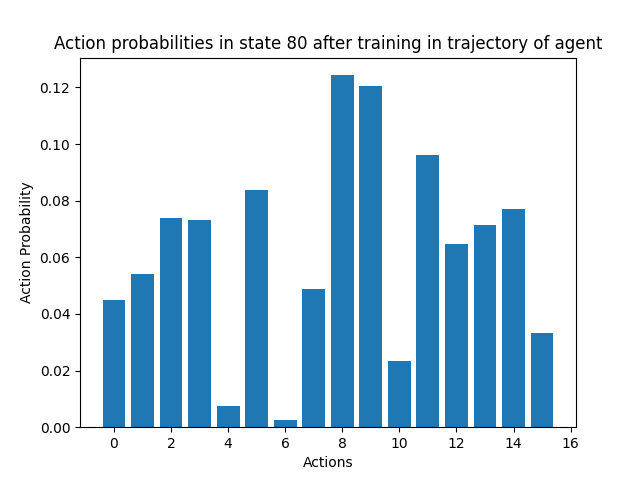 Action probabilities in state 80 after training in trajectory of agent
0.12
0.10
0.08
0.06
0.04
0.02
0.00
Action Probability
0 2 4 6 8 10 12 14 16
Actions